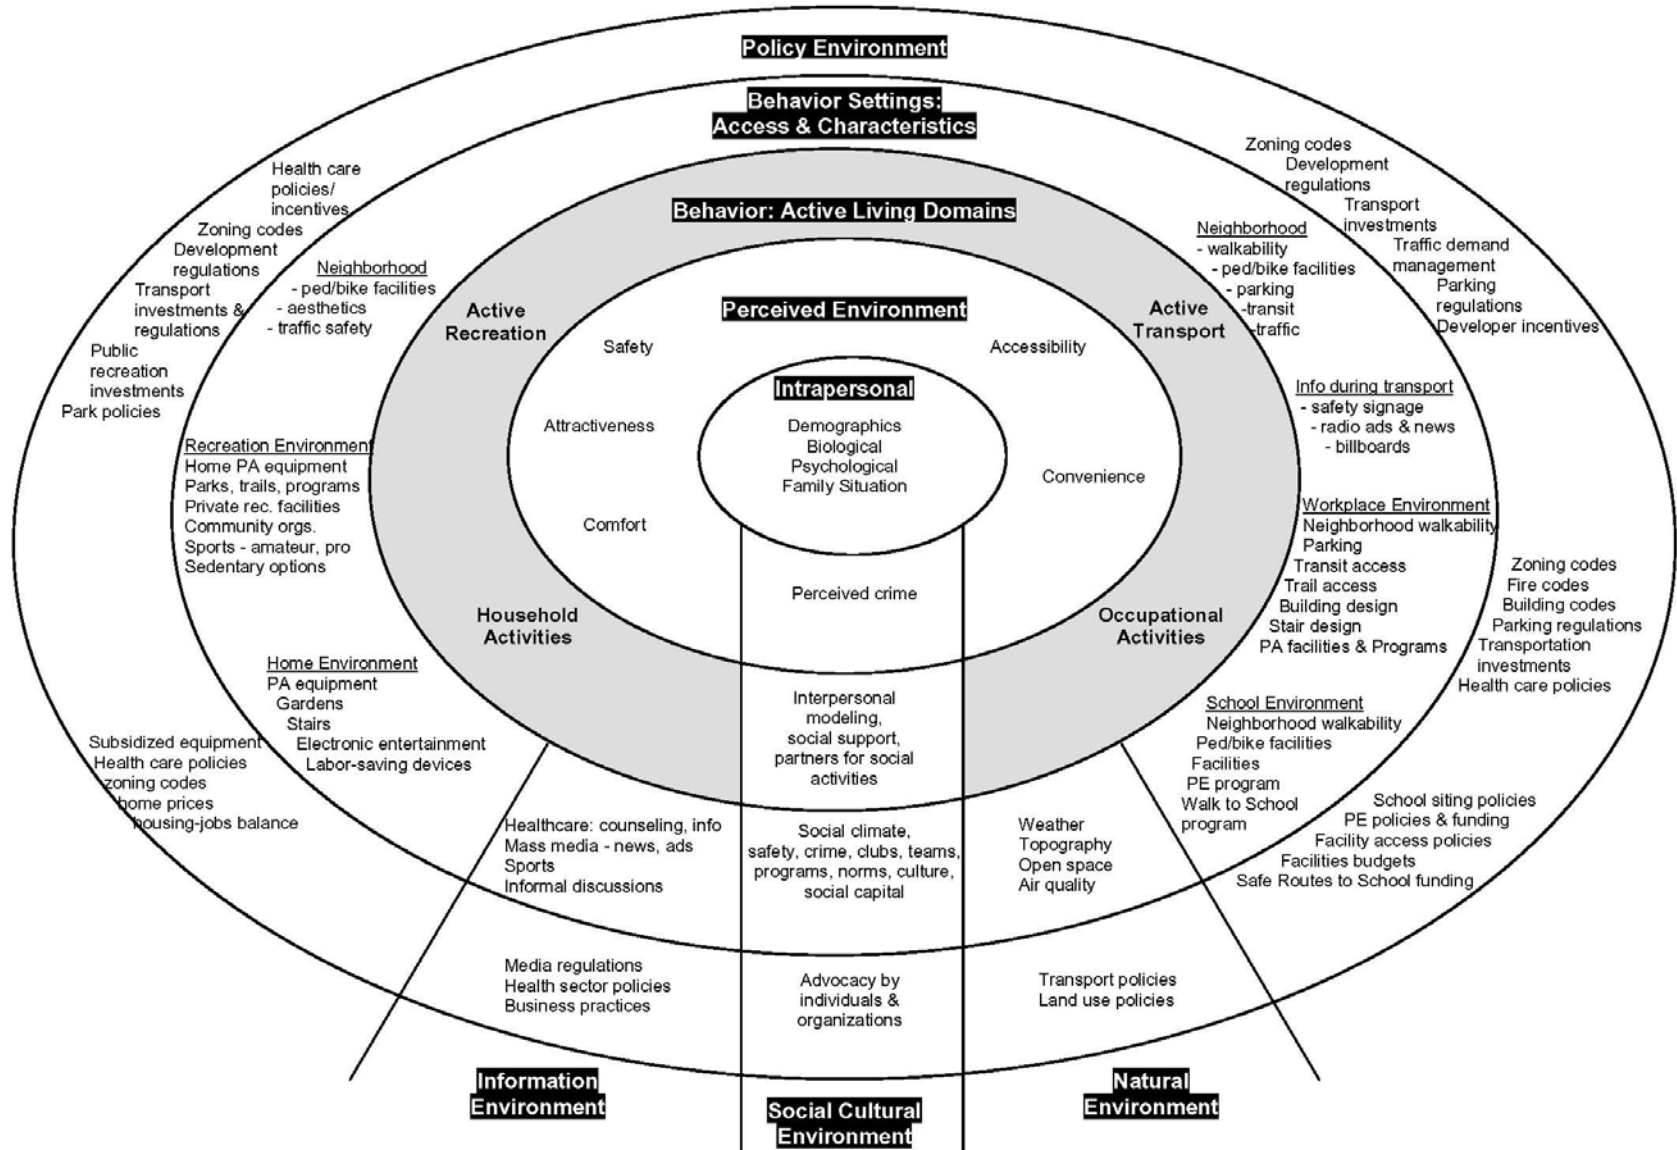 Policy Environment
Behavior Settings:
Access & Characteristics
Behavior: Active Living Domains
Perceived Environment
Intrapersonal
Demographics
Biological
Psychological
Family Situation
Safety
Accessibility
Attractiveness
Convenience
Comfort
Perceived crime
Active
Recreation
Active
Transport
Household
Activities
Occupational
Activities
Interpersonal
modeling,
social support,
partners for social
activities
Health care
policies/
incentives
Zoning codes
Development
regulations
Transport
investments &
regulations
Public
recreation
investments
Park policies
Neighborhood
- ped/bike facilities
- aesthetics
- traffic safety
Recreation Environment
Home PA equipment
Parks, trails, programs
Private rec. facilities
Community orgs.
Sports - amateur, pro
Sedentary options
Home Environment
PA equipment
Gardens
Stairs
Electronic entertainment
Labor-saving devices
Subsidized equipment
Health care policies
zoning codes
home prices
housing-jobs balance
Zoning codes
Development
regulations
Transport
investments
Traffic demand
management
Parking
regulations
Developer incentives
Neighborhood
- walkability
- ped/bike facilities
- parking
-transit
-traffic
Info during transport
- safety signage
- radio ads & news
- billboards
Workplace Environment
Neighborhood walkability
Parking
Transit access
Trail access
Building design
Stair design
PA facilities & Programs
Zoning codes
Fire codes
Building codes
Parking regulations
Transportation
investments
Health care policies
School Environment
Neighborhood walkability
Ped/bike facilities
Facilities
PE program
Walk to School
program
School siting policies
PE policies & funding
Facility access policies
Facilities budgets
Safe Routes to School funding
Healthcare: counseling, info
Mass media - news, ads
Sports
Informal discussions
Social climate,
safety, crime, clubs, teams,
programs, norms, culture,
social capital
Weather
Topography
Open space
Air quality
Media regulations
Health sector policies
Business practices
Advocacy by
individuals &
organizations
Transport policies
Land use policies
Information
Environment
Social Cultural
Environment
Natural
Environment